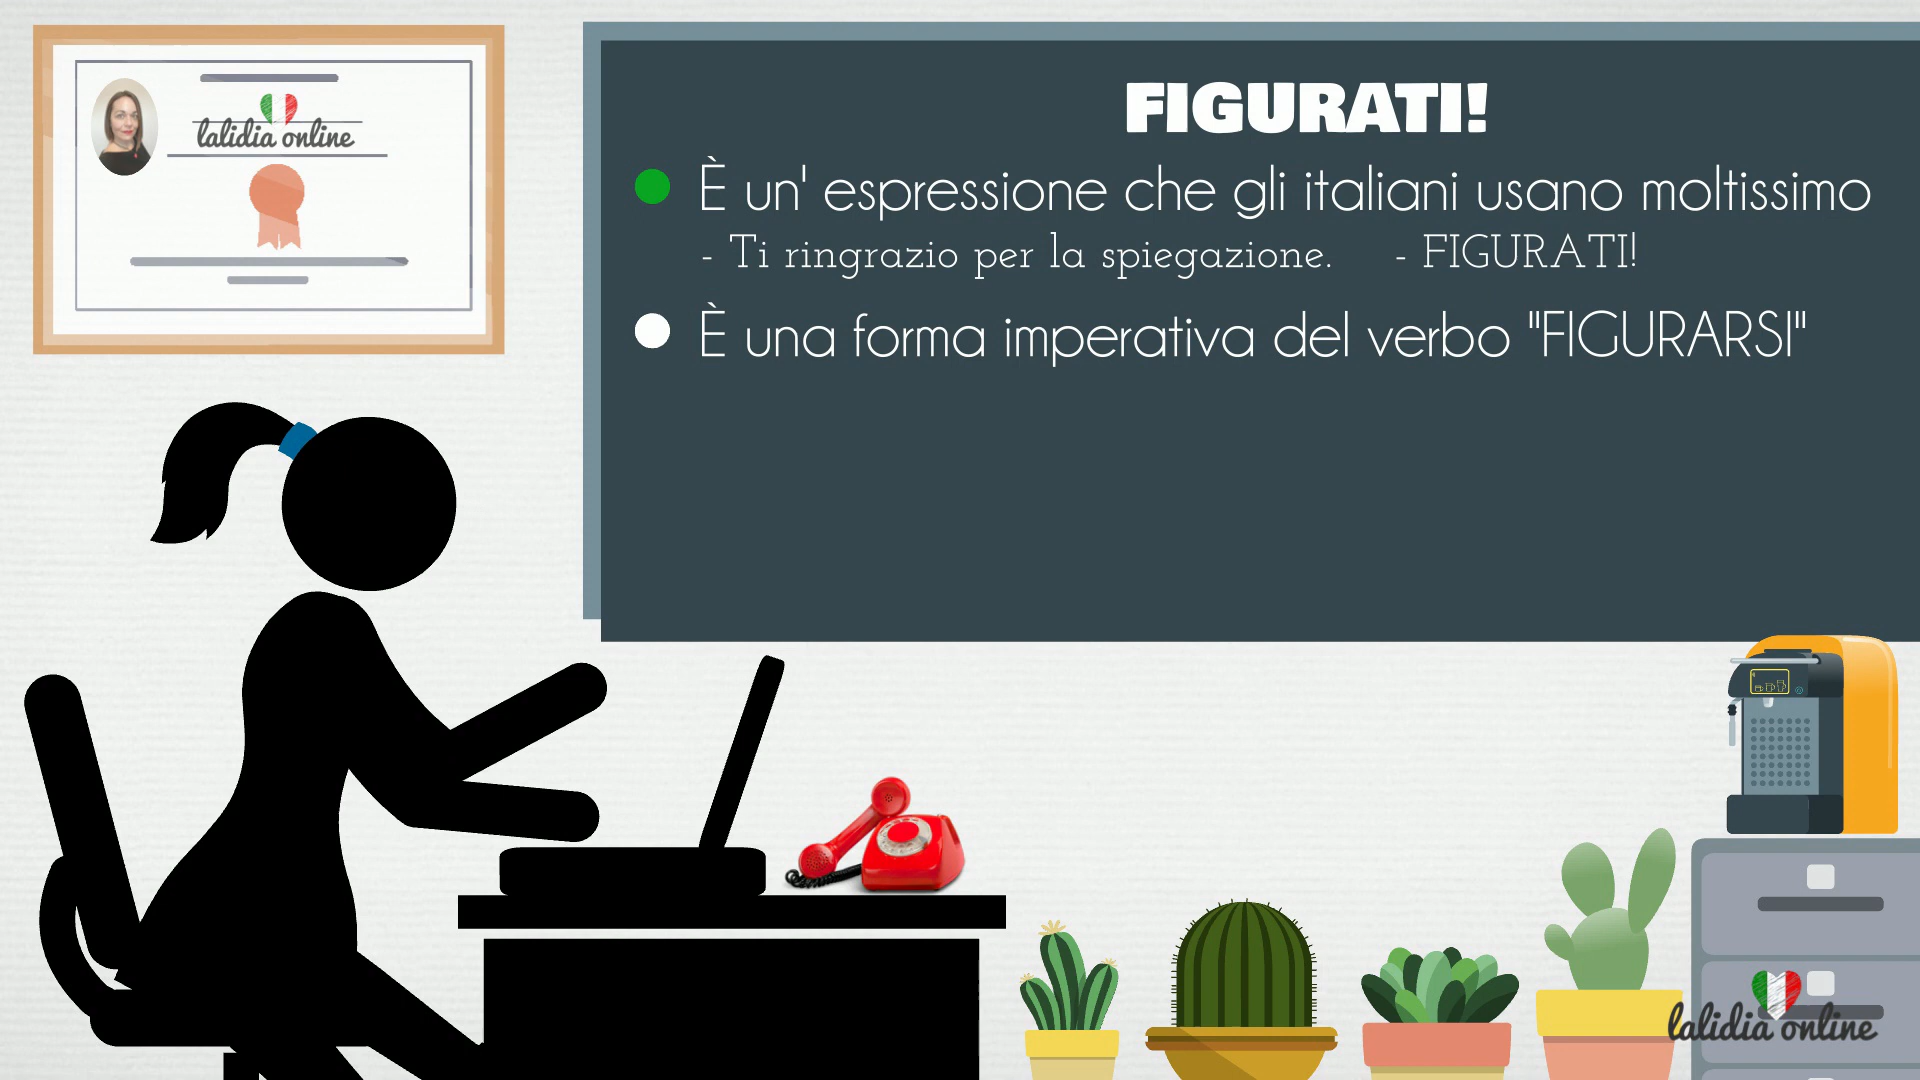 lalidia online
FIGURATI!
È un' espressione che gli italiani usano moltissimo
- Ti ringrazio per la spiegazione. - FIGURATI!
È una forma imperativa del verbo "FIGURARSI"
lalidia online